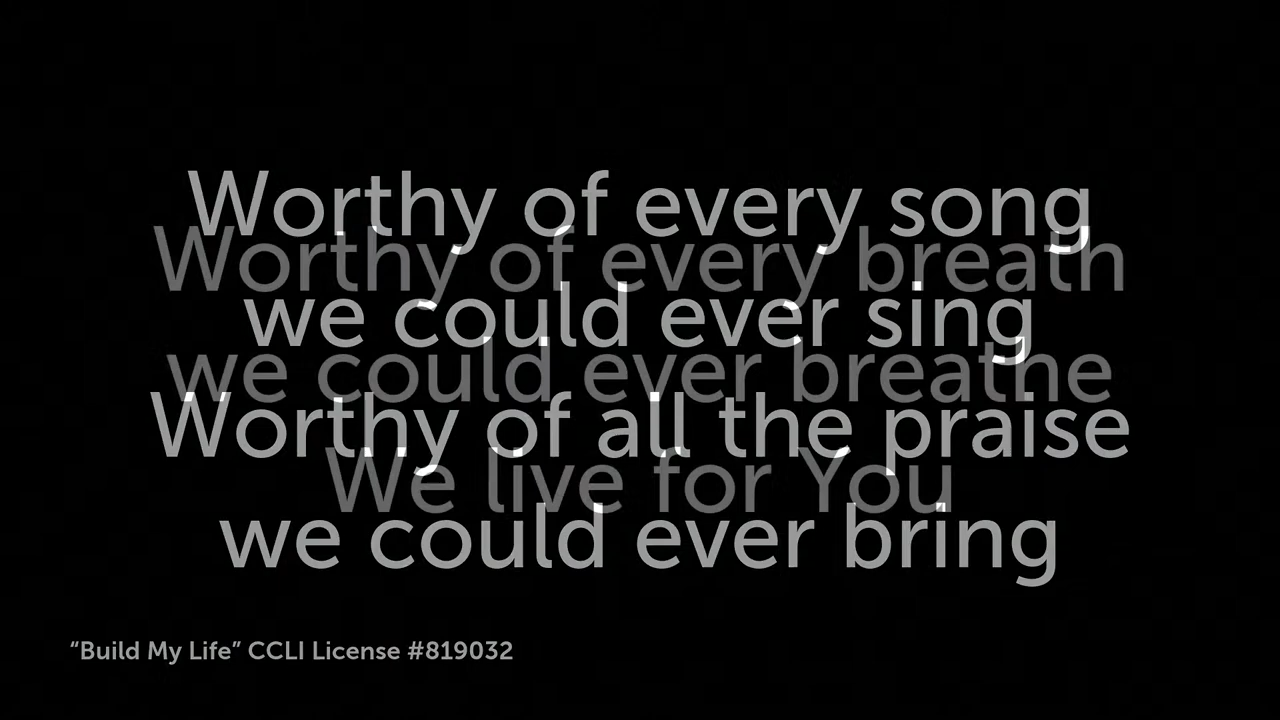 Worthy of every song
Worthy of every breath
we could ever sing
we could ever breathe
Worthy of all the praise
We live for You
we could ever bring
“Build My Life” CCLI License #819032